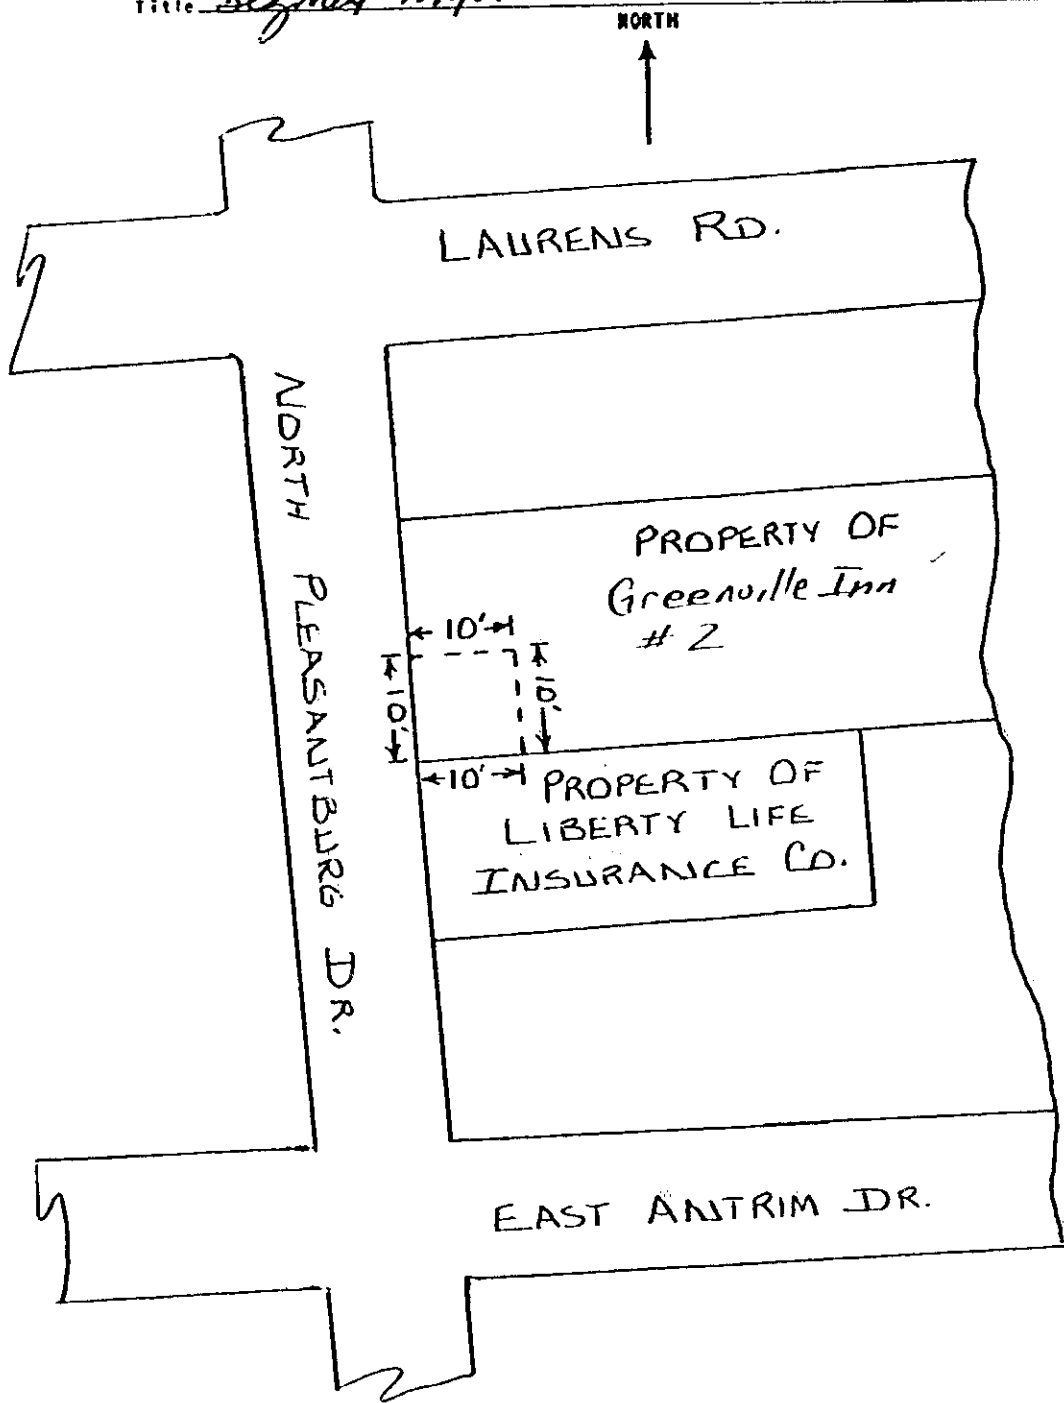 Title
NORTH
LAURENS RD.
NORTH PLEASANTBURG DR.
PROPERTY OF
Greenville Inn
# 2
10'
10'
10'
10'
PROPERTY OF
LIBERTY LIFE
INSURANCE CO.
EAST ANTRIM DR.